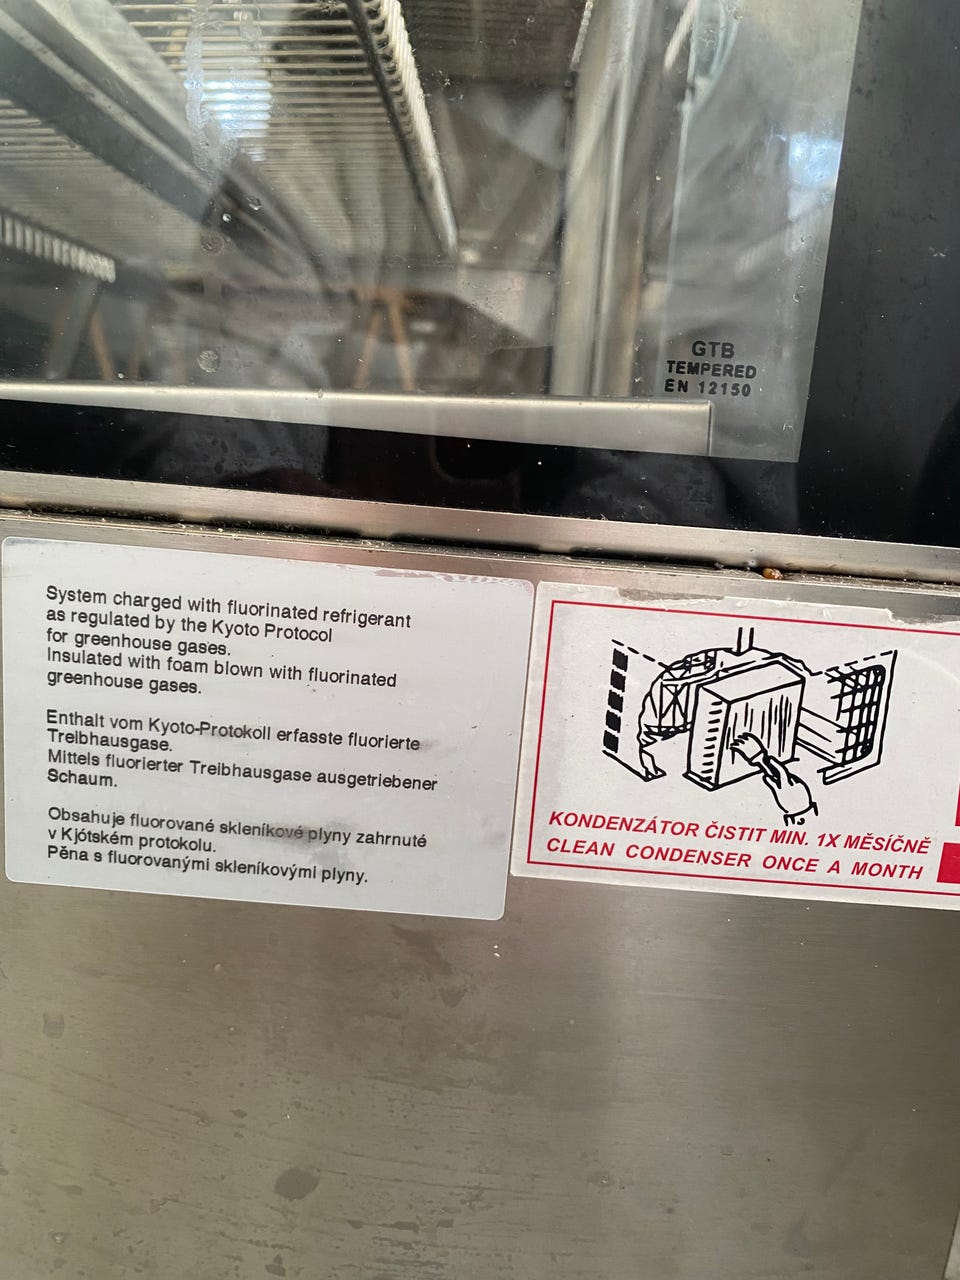 GTB
TEMPERED
EN 12150
System charged with fluorinated refrigerant
as regulated by the Kyoto Protocol
for greenhouse gases.
Insulated with foam blown with fluorinated
greenhouse gases.
Enthalt vom Kyoto-Protokoll erfasste fluorierte
Treibhausgase.
Mittels fluorierter Treibhausgase ausgetriebener
Schaum.
Obsahuje fluorované skleníkové plyny zahrnuté
v Kjótském protokolu.
Pěna s fluorovanými skleníkovými plyny.
KONDENZÁTOR ČISTIT MIN. 1X MĚSÍČNĚ
CLEAN CONDENSER ONCE A MONTH